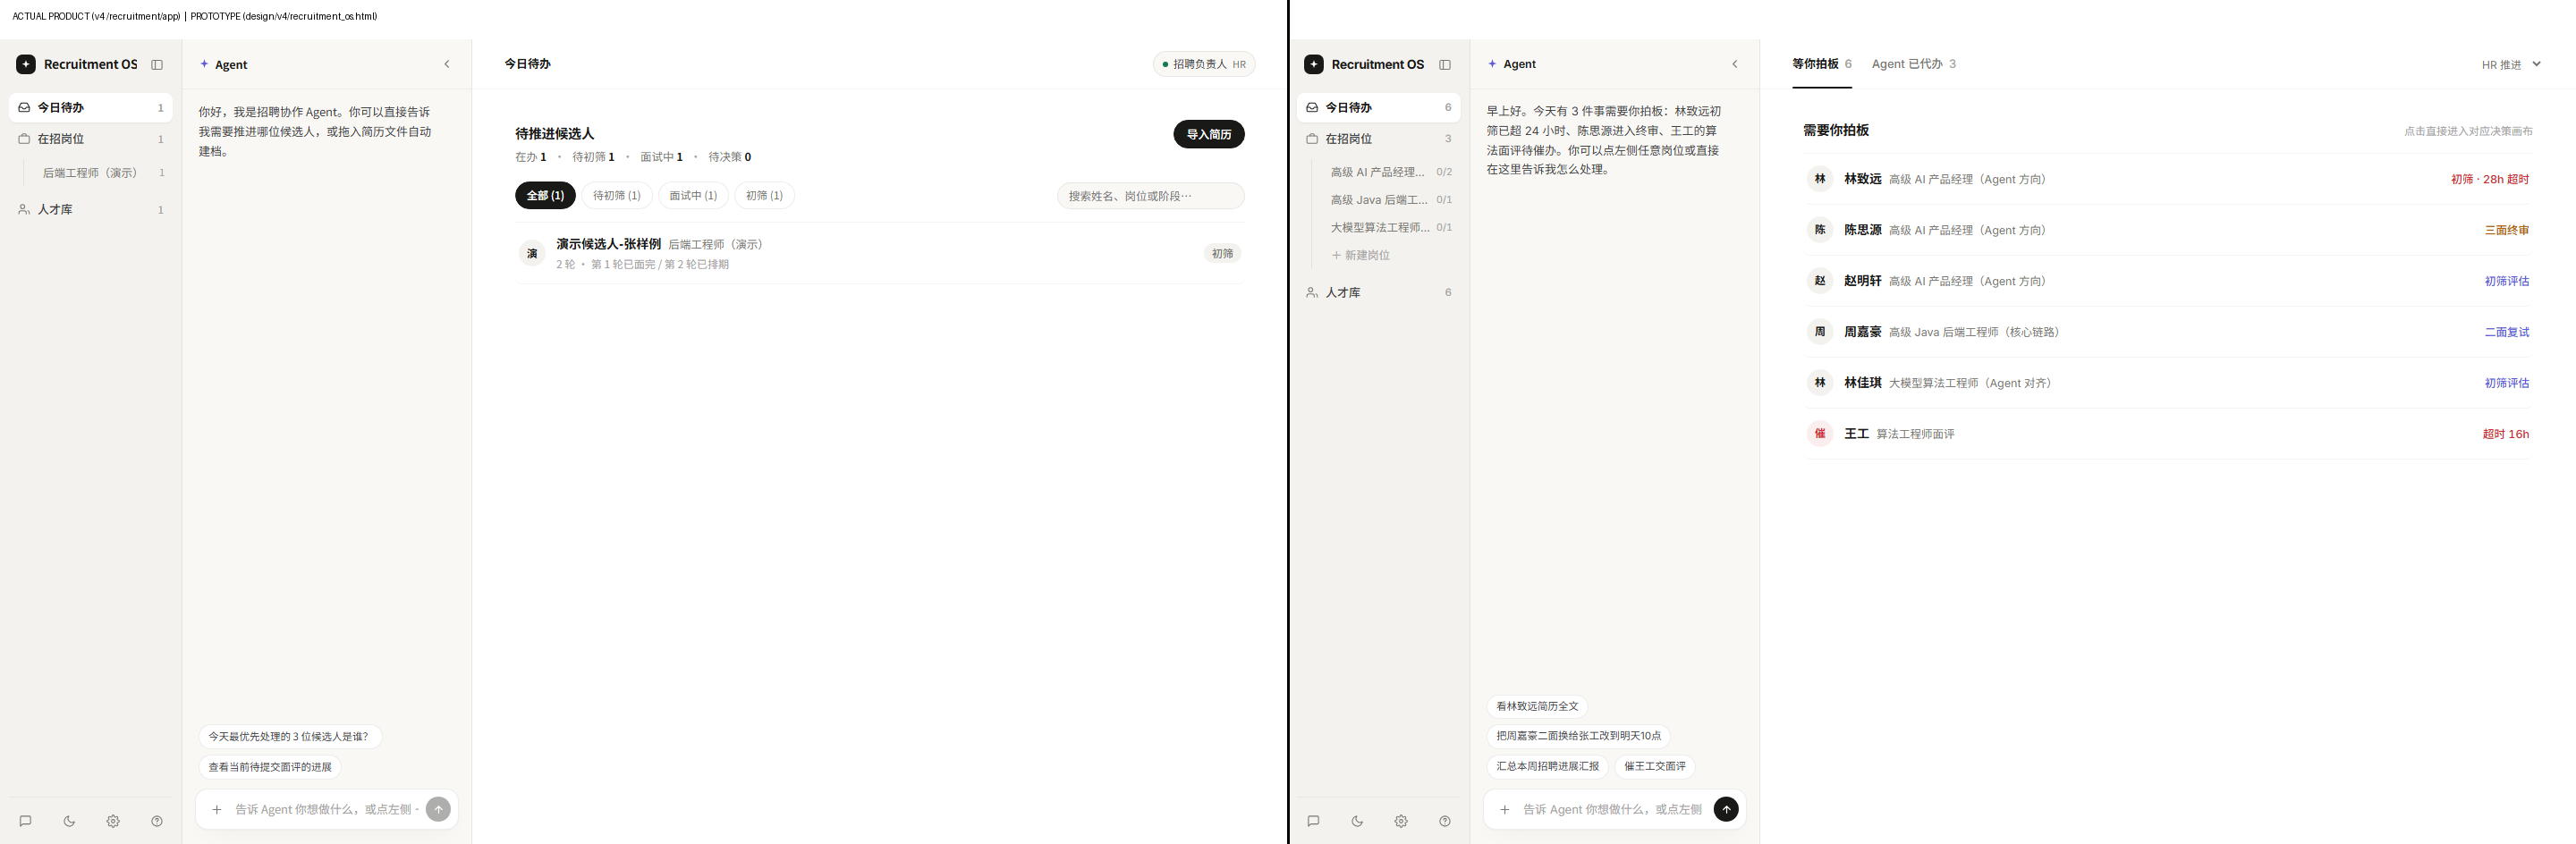 ACTUAL PRODUCT (v4 /recruitment/app) | PROTOTYPE (design/v4/recruitment_os.html)
Recruitment OS
今日待办 1
在招岗位 1
后端工程师（演示） 1
人才库 1
Agent
你好，我是招聘协作 Agent。你可以直接告诉
我需要推进哪位候选人，或拖入简历文件自动
建档。
今天最优先处理的 3 位候选人是谁？
查看当前待提交面评的进展
告诉 Agent 你想做什么，或点左侧
今日待办
招聘负责人 HR
待推进候选人
导入简历
在办 1 • 待初筛 1 • 面试中 1 • 待决策 0
全部 (1) 待初筛 (1) 面试中 (1) 初筛 (1)
搜索姓名、岗位或阶段…
演 演示候选人-张样例 后端工程师（演示）
2 轮 • 第 1 轮已面完 / 第 2 轮已排期
初筛
Recruitment OS
今日待办 6
在招岗位 3
高级 AI 产品经理... 0/2
高级 Java 后端工... 0/1
大模型算法工程师... 0/1
+ 新建岗位
人才库 6
Agent
早上好。今天有 3 件事需要你拍板：林致远初
筛已超 24 小时、陈思源进入终审、王工的算
法面评待催办。你可以点左侧任意岗位或直接
在这里告诉我怎么处理。
看林致远简历全文
把周嘉豪二面换给张工改到明天10点
汇总本周招聘进展汇报 催王工交面评
告诉 Agent 你想做什么，或点左侧
等你拍板 6 Agent 已代办 3
HR 推进
需要你拍板
点击直接进入对应决策画布
林 林致远 高级 AI 产品经理（Agent 方向） 初筛 · 28h 超时
陈 陈思源 高级 AI 产品经理（Agent 方向） 三面终审
赵 赵明轩 高级 AI 产品经理（Agent 方向） 初筛评估
周 周嘉豪 高级 Java 后端工程师（核心链路） 二面复试
林 林佳琪 大模型算法工程师（Agent 对齐） 初筛评估
催 王工 算法工程师面评 超时 16h